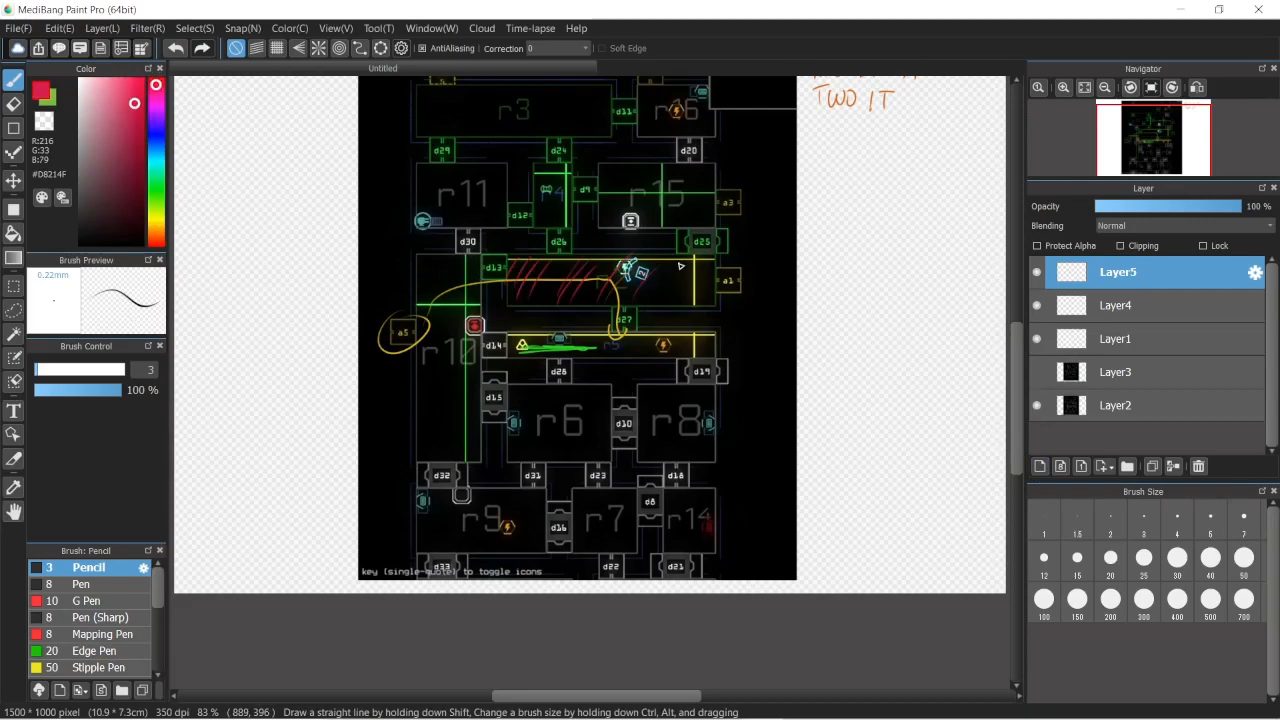 MediBang Paint Pro (64bit)
File(F) Edit(E) Layer(L) Filter(R) Select(S) Snap(N) Color(C) View(V) Tool(T) Window(W) Cloud Time-lapse Help
AntiAliasing Correction 0 Soft Edge
Color
R:216
G:33
B:79
#D8214F
Brush Preview
0.22mm
Brush Control
3
100 %
Brush: Pencil
3 Pencil
8 Pen
10 G Pen
8 Pen (Sharp)
8 Mapping Pen
20 Edge Pen
50 Stipple Pen
Untitled
TWO IT
r3 d11 r16
d29 d24 d20
r11 r4 d9 r15 a3
d12
d30 d26 d25
d13 2 a1
d27
a5
r10 d14 r5
d28 d19
d15 r6 d10 r8
d32 d31 d23 d18
r9 d16 r7 d8 r14
d33 d22 d21
key (single-quote) to toggle icons
Navigator
Layer
Opacity 100 %
Blending Normal
Protect Alpha Clipping Lock
Layer5
Layer4
Layer1
Layer3
Layer2
Brush Size
1 1.5 2 3 4 5 7
12 15 20 25 30 40 50
100 150 200 300 400 500 700
1500 * 1000 pixel (10.9 * 7.3cm) 350 dpi 83 % ( 889, 396 ) Draw a straight line by holding down Shift, Change a brush size by holding down Ctrl, Alt, and dragging